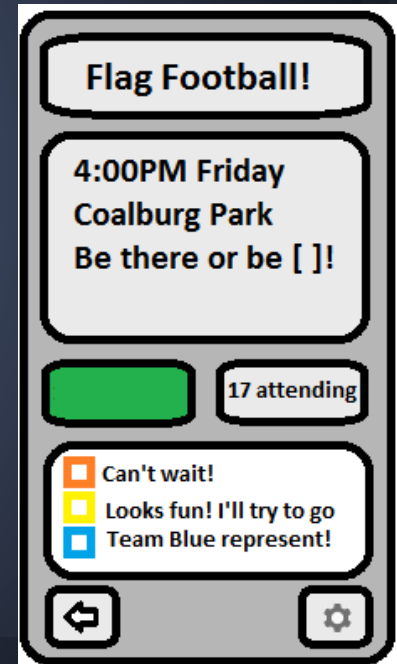 Flag Football!
4:00PM Friday
Coalburg Park
Be there or be [ ]!
17 attending
Can't wait!
Looks fun! I'll try to go
Team Blue represent!